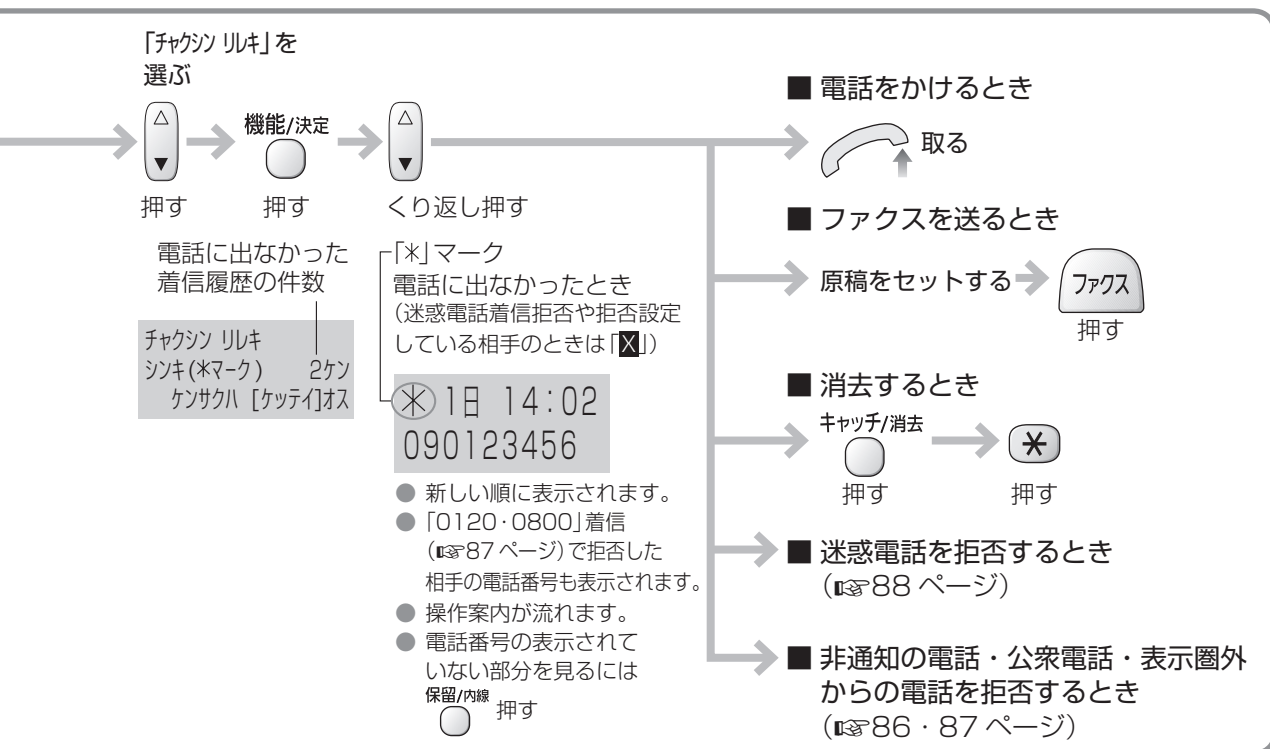 「ﾁｬｸｼﾝ ﾘﾚｷ」を
選ぶ
機能/決定
押す
押す
くり返し押す
電話に出なかった
着信履歴の件数
ﾁｬｸｼﾝ ﾘﾚｷ
ｼﾝｷ(＊ﾏｰｸ) 2ｹﾝ
ｹﾝｻｸﾊ [ｹｯﾃｲ]ｵｽ
「＊」マーク
電話に出なかったとき
（迷惑電話着信拒否や拒否設定
している相手のときは「X」）
＊ 1日 14:02
090123456
● 新しい順に表示されます。
● 「0120・0800」着信
（☞87 ページ）で拒否した
相手の電話番号も表示されます。
● 操作案内が流れます。
● 電話番号の表示されて
いない部分を見るには
保留/内線
押す
■ 電話をかけるとき
取る
■ ファクスを送るとき
原稿をセットする
ファクス
押す
■ 消去するとき
キャッチ/消去
＊
押す
押す
■ 迷惑電話を拒否するとき
（☞88 ページ）
■ 非通知の電話・公衆電話・表示圏外
からの電話を拒否するとき
（☞86・87 ページ）